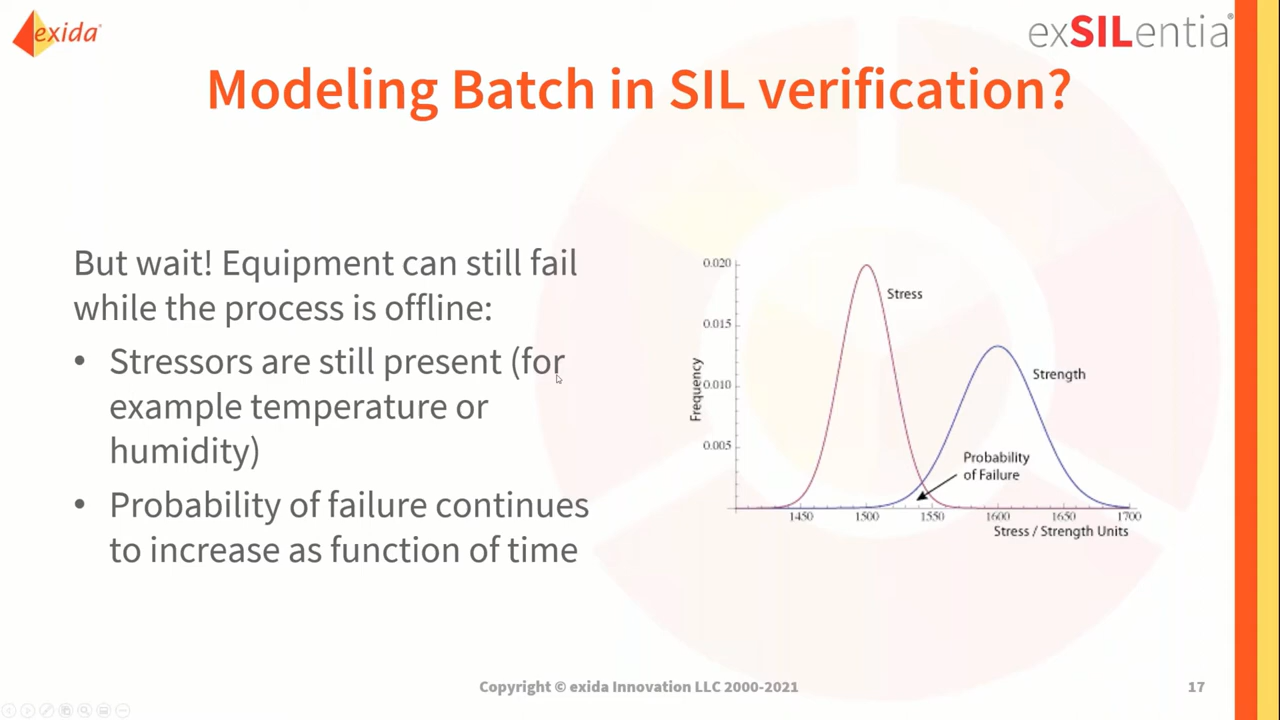 exida
exSILentia®
Modeling Batch in SIL verification?
But wait! Equipment can still fail
while the process is offline:
• Stressors are still present (for
example temperature or
humidity)
• Probability of failure continues
to increase as function of time
0.020
0.015
0.010
0.005
Frequency
Stress
Strength
Probability
of Failure
1450 1500 1550 1600 1650 1700
Stress / Strength Units
Copyright © exida Innovation LLC 2000-2021
17